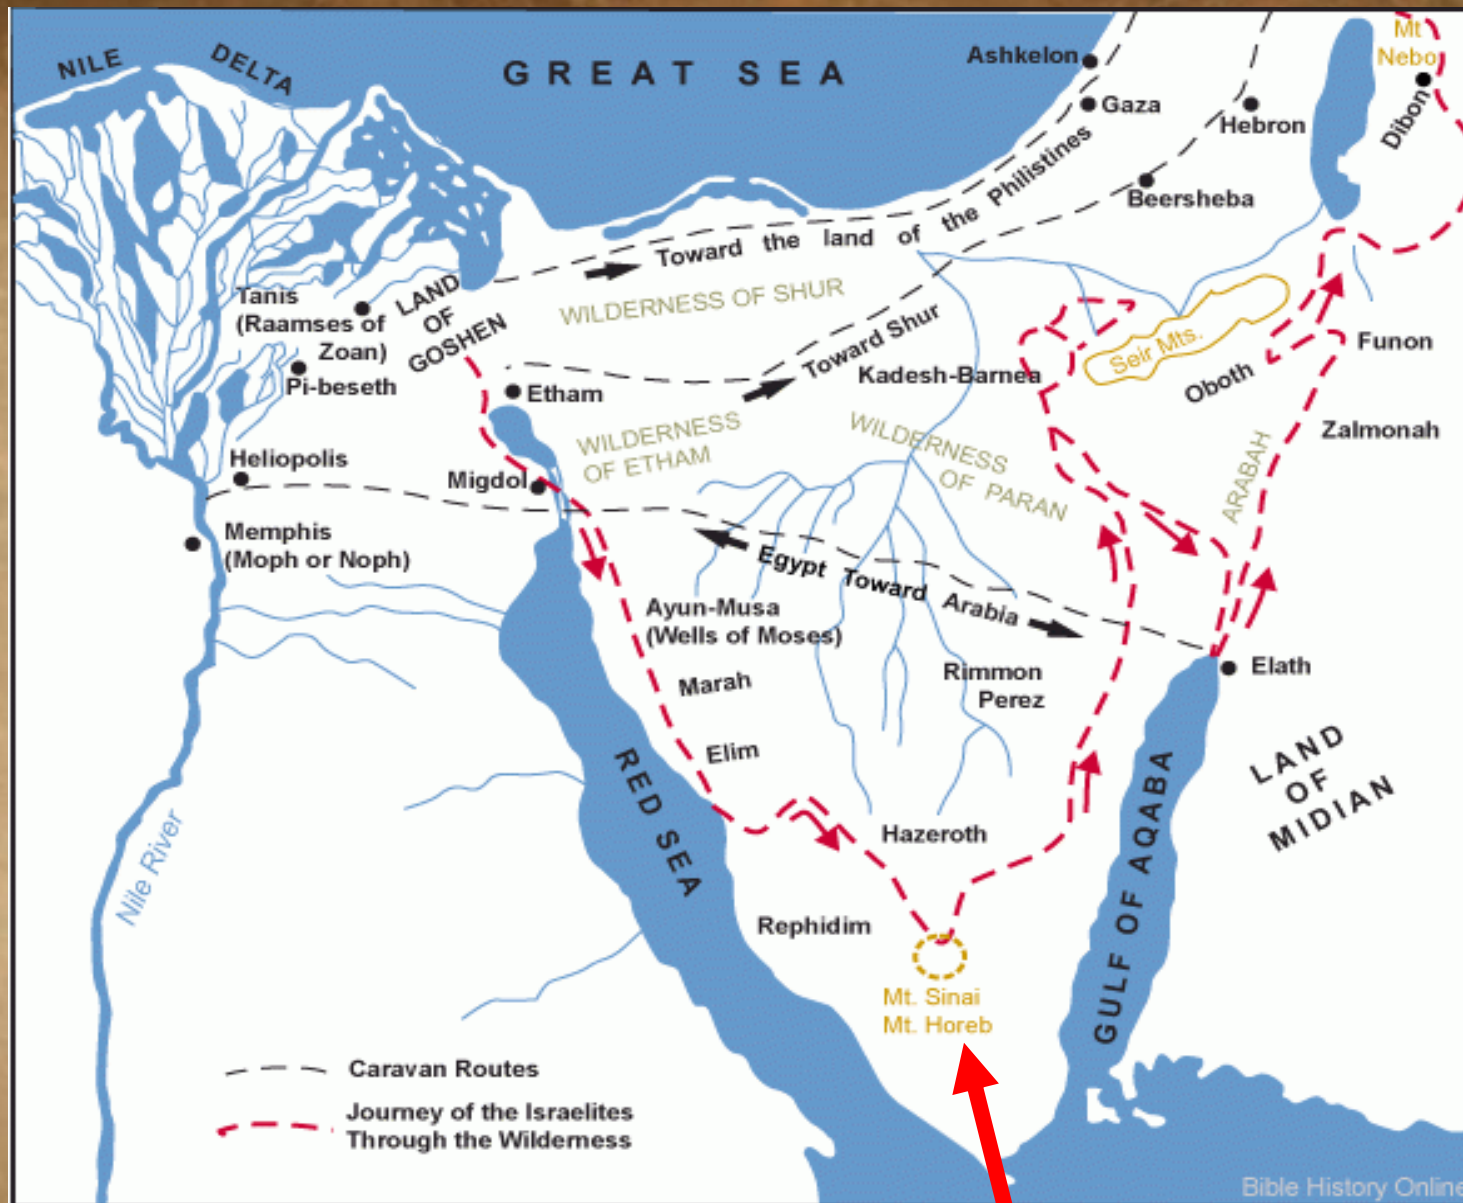 NILE DELTA
GREAT SEA
Ashkelon
Gaza
Hebron
Mt
Nebo
Dibon
Beersheba
Toward the land of the Philistines
WILDERNESS OF SHUR
Tanis
(Raamses of
Zoan)
LAND
OF
GOSHEN
Pi-beseth
Etham
Toward Shur
Kadesh-Barnea
Seir Mts.
Oboth
Funon
Zalmonah
WILDERNESS
OF ETHAM
WILDERNESS
OF PARAN
ARABAH
Heliopolis
Migdol
Memphis
(Moph or Noph)
Egypt Toward Arabia
Ayun-Musa
(Wells of Moses)
Marah
Elim
Rimmon
Perez
Elath
LAND
OF
MIDIAN
RED SEA
GULF OF AQABA
Nile River
Hazeroth
Rephidim
Mt. Sinai
Mt. Horeb
Caravan Routes
Journey of the Israelites
Through the Wilderness
Bible History Online